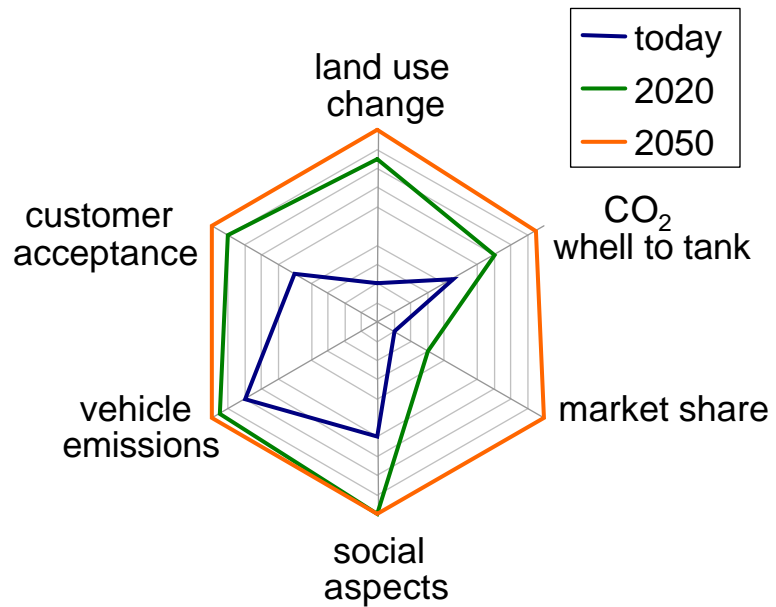 today
2020
2050
land use
change
CO₂
whell to tank
market share
social
aspects
vehicle
emissions
customer
acceptance